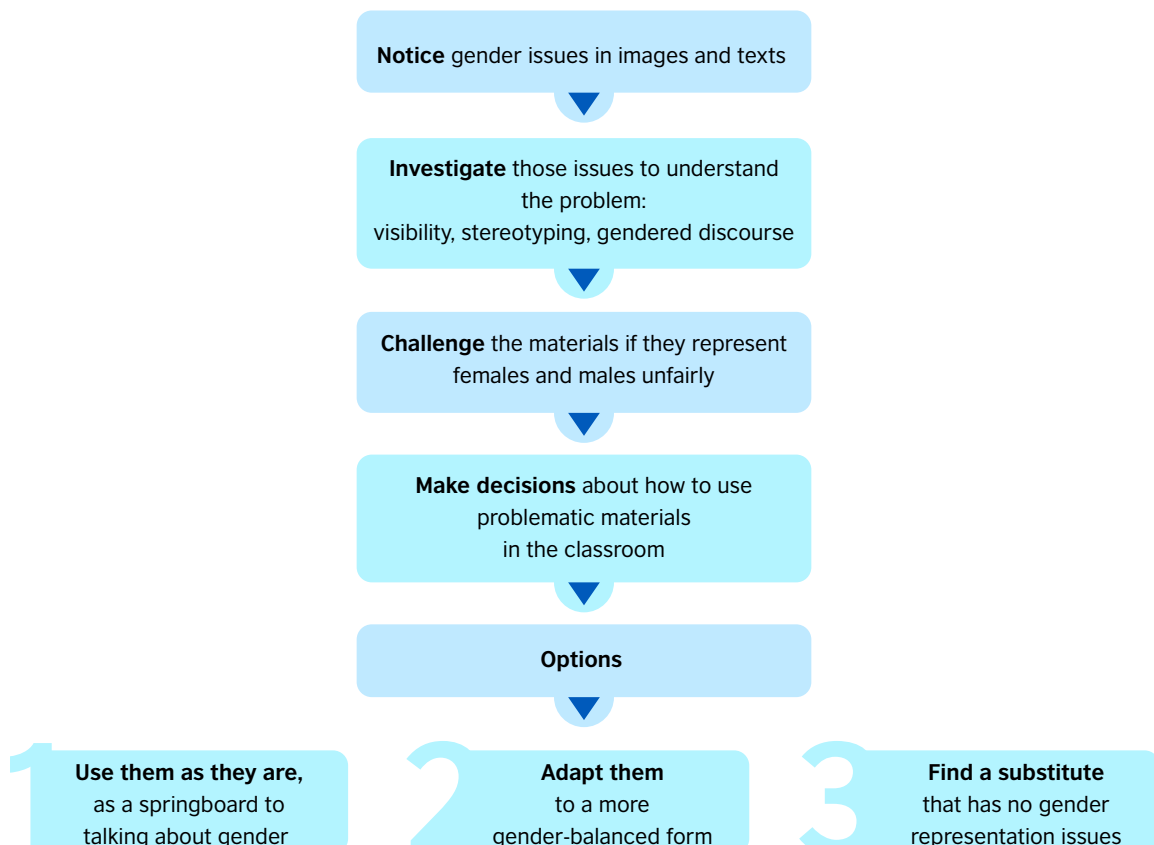 Notice gender issues in images and texts
Investigate those issues to understand
the problem:
visibility, stereotyping, gendered discourse
Challenge the materials if they represent
females and males unfairly
Make decisions about how to use
problematic materials
in the classroom
Options
1
Use them as they are,
as a springboard to
talking about gender
2
Adapt them
to a more
gender-balanced form
3
Find a substitute
that has no gender
representation issues